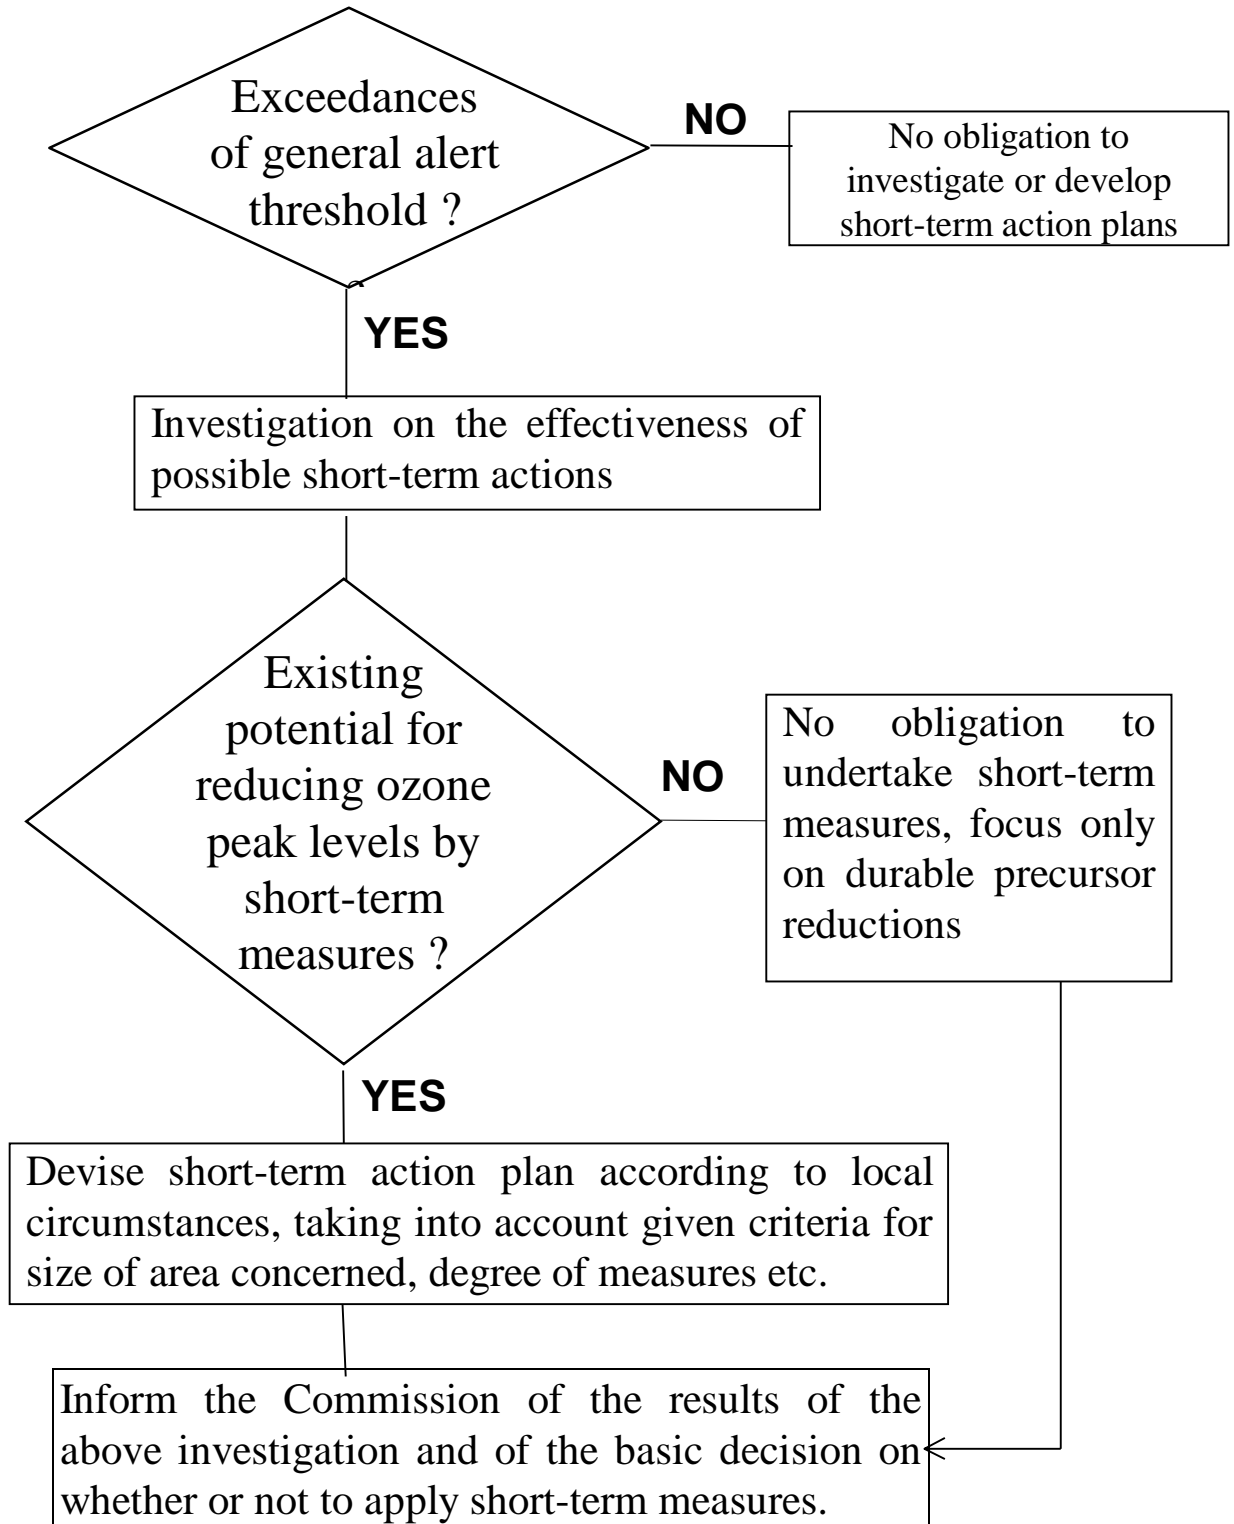 Exceedances
of general alert
threshold ?
NO
No obligation to
investigate or develop
short-term action plans
YES
Investigation on the effectiveness of
possible short-term actions
Existing
potential for
reducing ozone
peak levels by
short-term
measures ?
NO
No obligation to
undertake short-term
measures, focus only
on durable precursor
reductions
YES
Devise short-term action plan according to local
circumstances, taking into account given criteria for
size of area concerned, degree of measures etc.
Inform the Commission of the results of the
above investigation and of the basic decision on
whether or not to apply short-term measures.